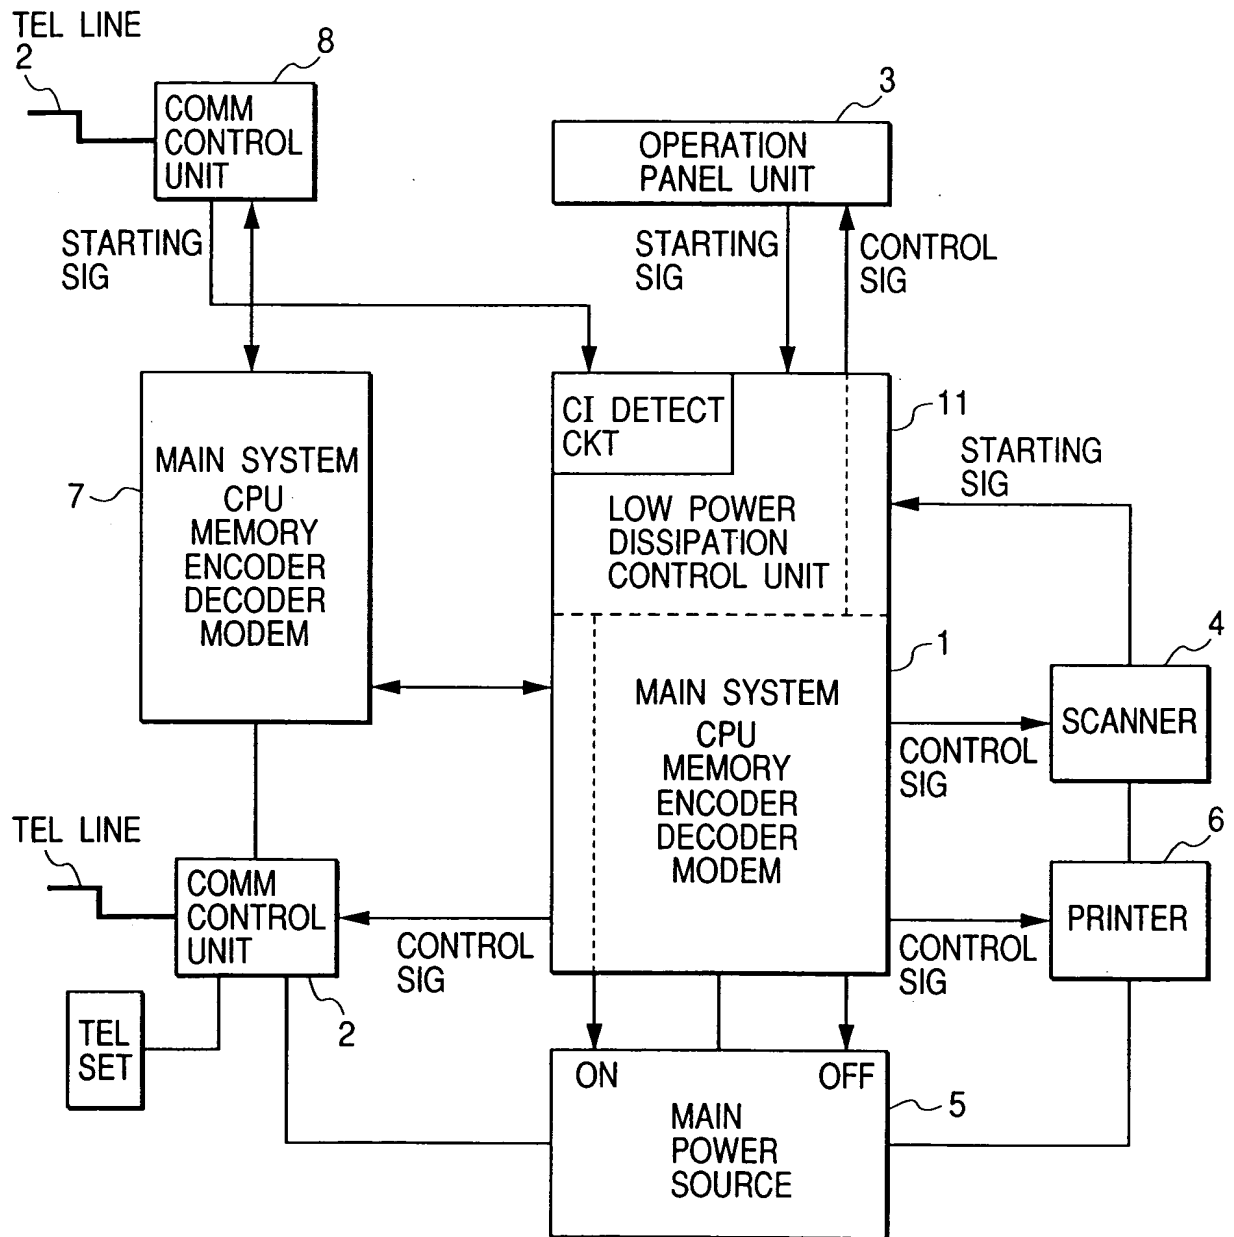 TEL LINE
2
8
COMM
CONTROL
UNIT
3
OPERATION
PANEL UNIT
STARTING
SIG
STARTING
SIG
CONTROL
SIG
CI DETECT
CKT
11
LOW POWER
DISSIPATION
CONTROL UNIT
STARTING
SIG
7
MAIN SYSTEM
CPU
MEMORY
ENCODER
DECODER
MODEM
1
MAIN SYSTEM
CPU
MEMORY
ENCODER
DECODER
MODEM
4
SCANNER
CONTROL
SIG
6
PRINTER
CONTROL
SIG
TEL LINE
COMM
CONTROL
UNIT
2
CONTROL
SIG
TEL
SET
ON
OFF
MAIN
POWER
SOURCE
5